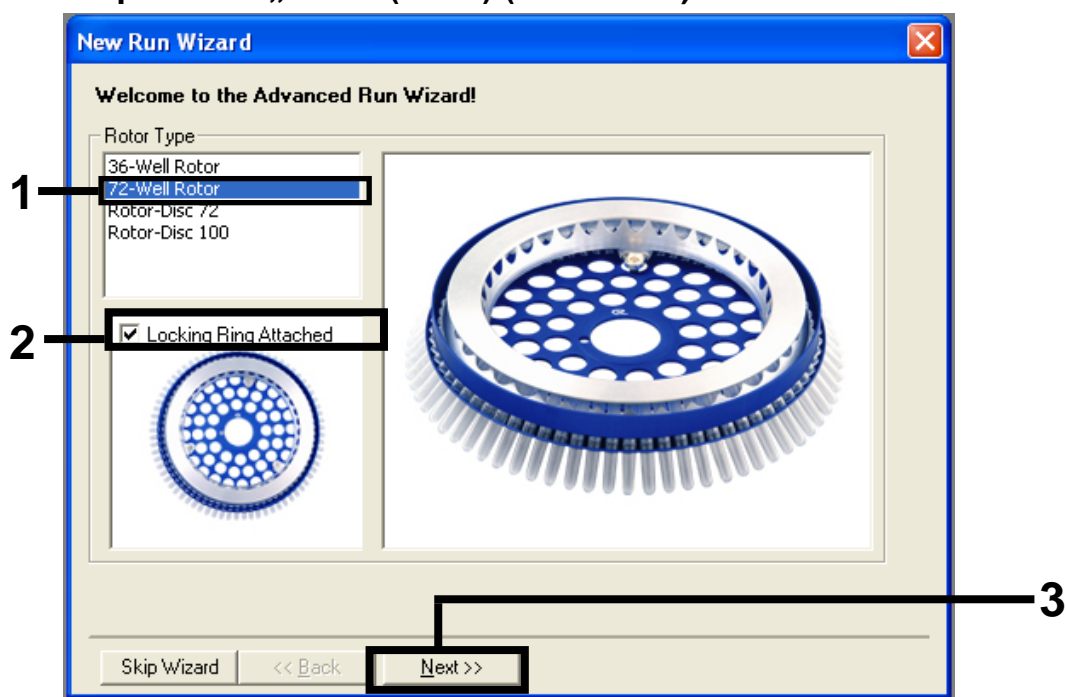 New Run Wizard
Welcome to the Advanced Run Wizard!
Rotor Type
36-Well Rotor
1
72-Well Rotor
Rotor-Disc 72
Rotor-Disc 100
2
Locking Ring Attached
3
Skip Wizard
<< Back
Next >>